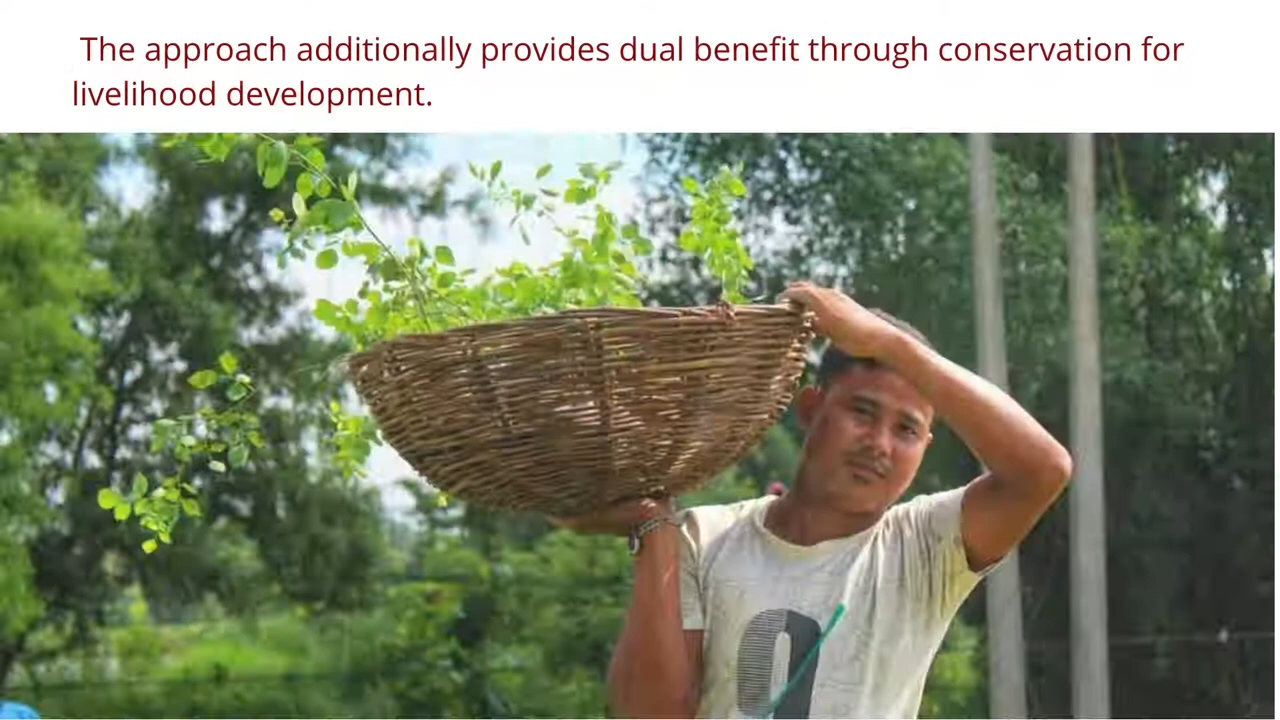 The approach additionally provides dual benefit through conservation for
livelihood development.